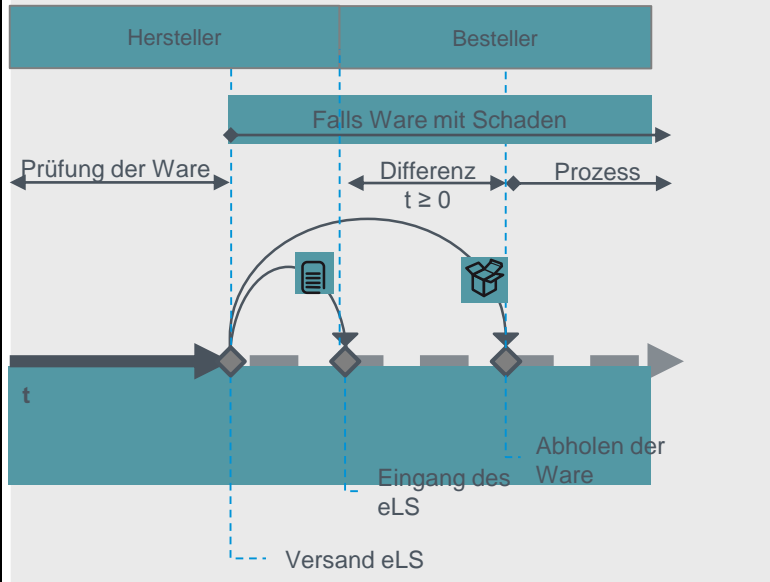 Hersteller
Besteller
Falls Ware mit Schaden
Prüfung der Ware
Differenz
t ≥ 0
Prozess
t
Abholen der
Ware
Eingang des
eLS
Versand eLS